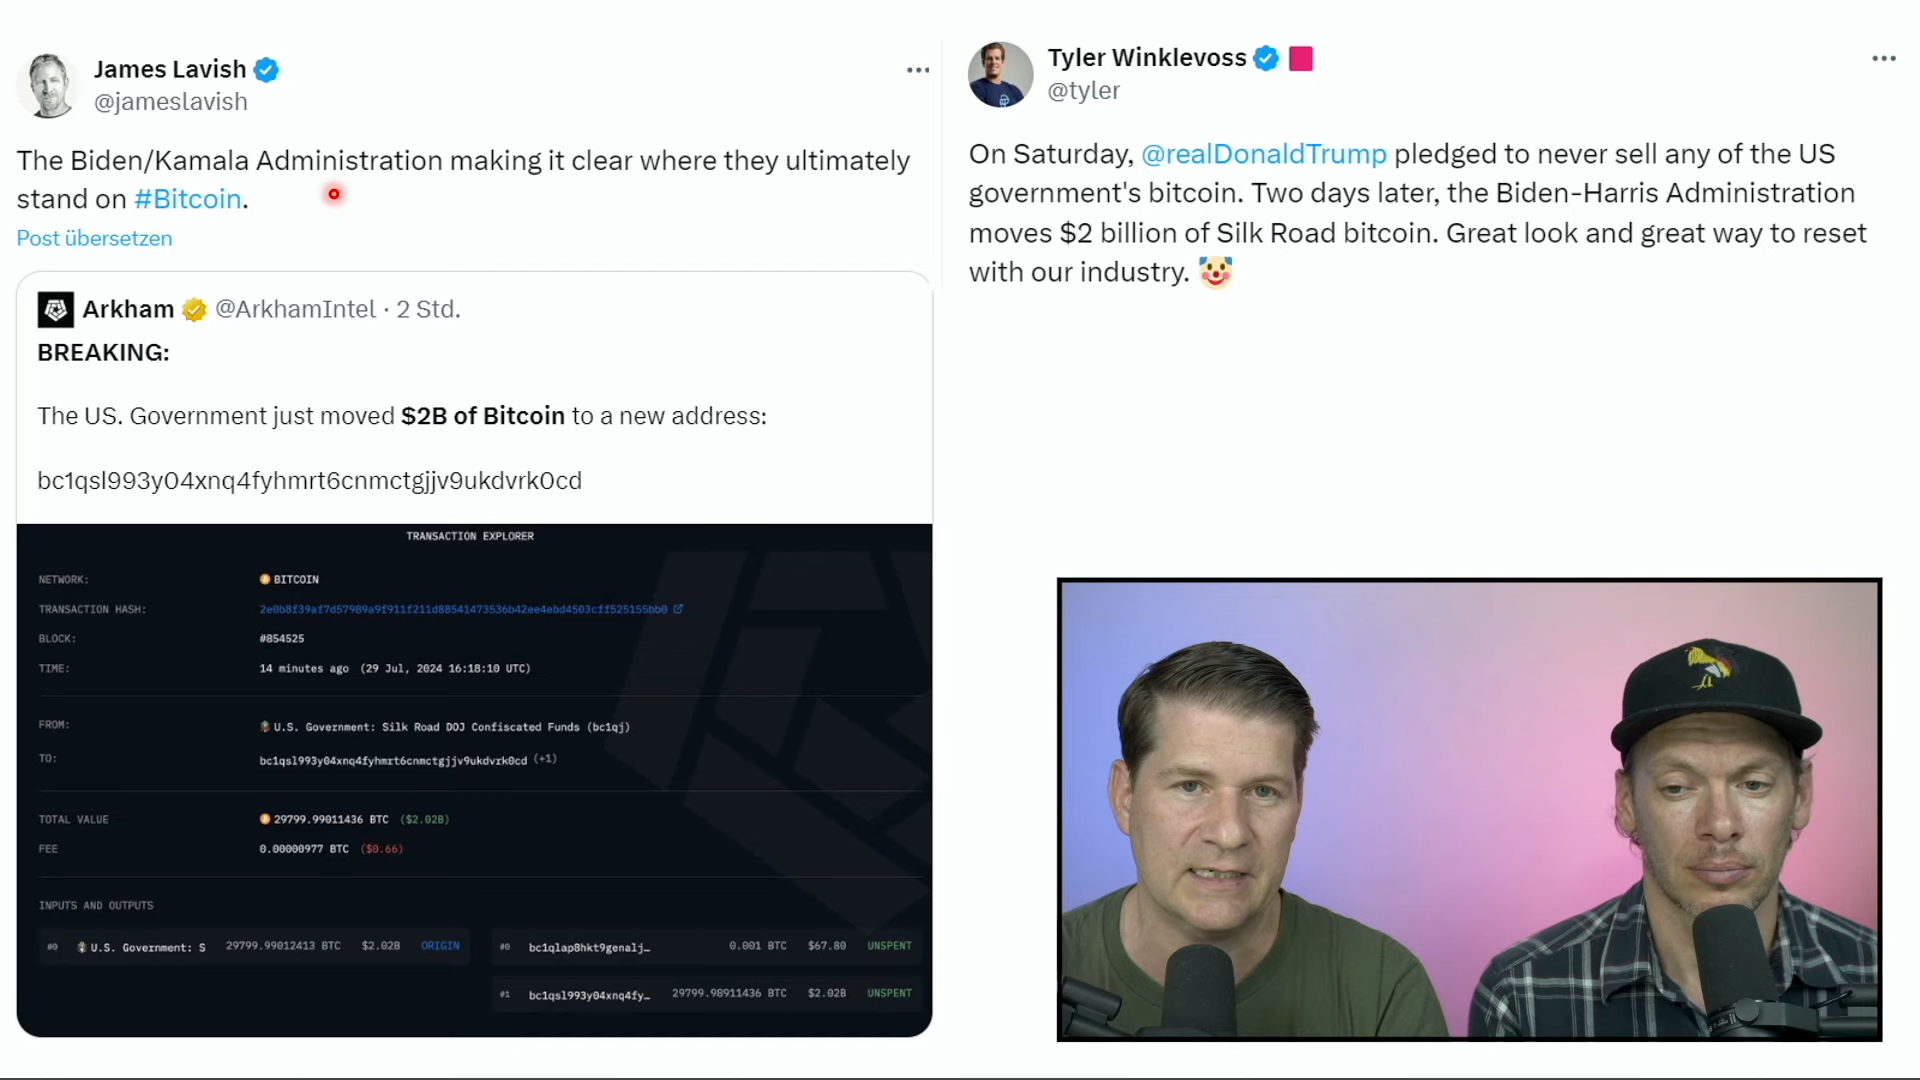 James Lavish
@jameslavish
The Biden/Kamala Administration making it clear where they ultimately
stand on #Bitcoin.
Post übersetzen
Arkham @ArkhamIntel · 2 Std.
BREAKING:
The US. Government just moved $2B of Bitcoin to a new address:
bc1qsl993y04xnq4fyhmrt6cnmctgjjv9ukdvrk0cd
TRANSACTION EXPLORER
NETWORK: BITCOIN
TRANSACTION HASH: 2e0b8f39af7d57989a9f911f211d88541473536b42ee4ebd4503cff525155bb0
BLOCK: #854525
TIME: 14 minutes ago (29 Jul, 2024 16:18:10 UTC)
FROM: U.S. Government: Silk Road DOJ Confiscated Funds (bc1qj)
TO: bc1qsl993y04xnq4fyhmrt6cnmctgjjv9ukdvrk0cd (+1)
TOTAL VALUE 29799.99011436 BTC ($2.02B)
FEE 0.00000977 BTC ($0.66)
INPUTS AND OUTPUTS
#0 U.S. Government: S 29799.99012413 BTC $2.02B ORIGIN
#0 bc1qlap8hkt9genalj… 0.001 BTC $67.80 UNSPENT
#1 bc1qsl993y04xnq4fy… 29799.98911436 BTC $2.02B UNSPENT
Tyler Winklevoss
@tyler
On Saturday, @realDonaldTrump pledged to never sell any of the US
government's bitcoin. Two days later, the Biden-Harris Administration
moves $2 billion of Silk Road bitcoin. Great look and great way to reset
with our industry. 🤡